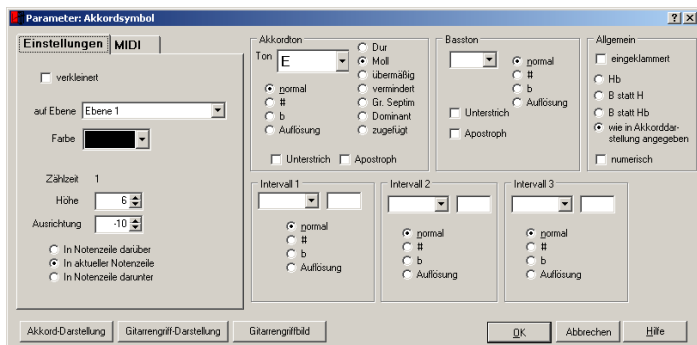 Parameter: Akkordsymbol
Einstellungen MIDI
verkleinert
auf Ebene Ebene 1
Farbe
Zählzeit 1
Höhe 6
Ausrichtung -10
In Notenzeile darüber
In aktueller Notenzeile
In Notenzeile darunter
Akkordton
Ton E
normal
#
b
Auflösung
Dur
Moll
übermäßig
vermindert
Gr. Septim
Dominant
zugefügt
Unterstrich Apostroph
Basston
normal
#
b
Auflösung
Unterstrich
Apostroph
Allgemein
eingeklammert
Hb
B statt H
B statt Hb
wie in Akkorddar-
stellung angegeben
numerisch
Intervall 1
normal
#
b
Auflösung
Intervall 2
normal
#
b
Auflösung
Intervall 3
normal
#
b
Auflösung
Akkord-Darstellung Gitarrengriff-Darstellung Gitarrengriffbild OK Abbrechen Hilfe